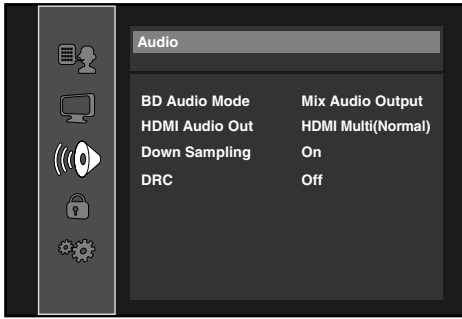 Audio
BD Audio Mode Mix Audio Output
HDMI Audio Out HDMI Multi(Normal)
Down Sampling On
DRC Off